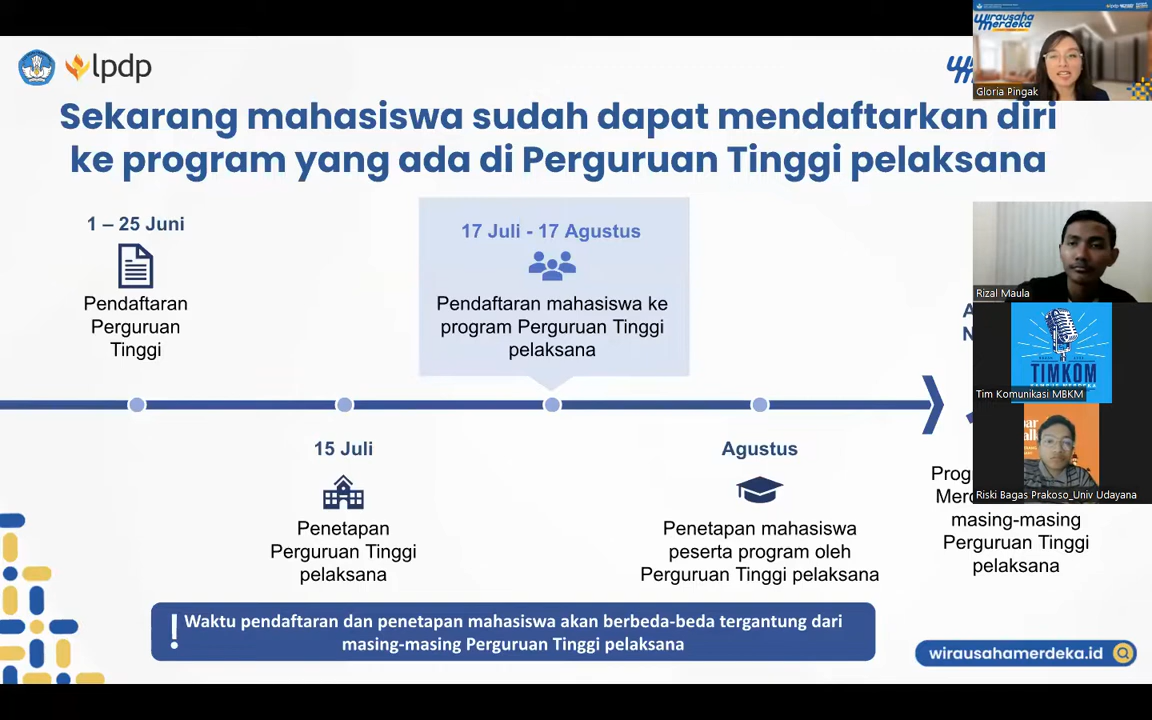 lpdp
wirausaha
merdeka
Gloria Pingak
Sekarang mahasiswa sudah dapat mendaftarkan diri
ke program yang ada di Perguruan Tinggi pelaksana
1 – 25 Juni
Pendaftaran
Perguruan
Tinggi
17 Juli - 17 Agustus
Pendaftaran mahasiswa ke
program Perguruan Tinggi
pelaksana
Rizal Maula
TIMKOM
Tim Komunikasi MBKM
Riski Bagas Prakoso_Univ Udayana
15 Juli
Penetapan
Perguruan Tinggi
pelaksana
Agustus
Penetapan mahasiswa
peserta program oleh
Perguruan Tinggi pelaksana
masing-masing
Perguruan Tinggi
pelaksana
! Waktu pendaftaran dan penetapan mahasiswa akan berbeda-beda tergantung dari
masing-masing Perguruan Tinggi pelaksana
wirausahamerdeka.id